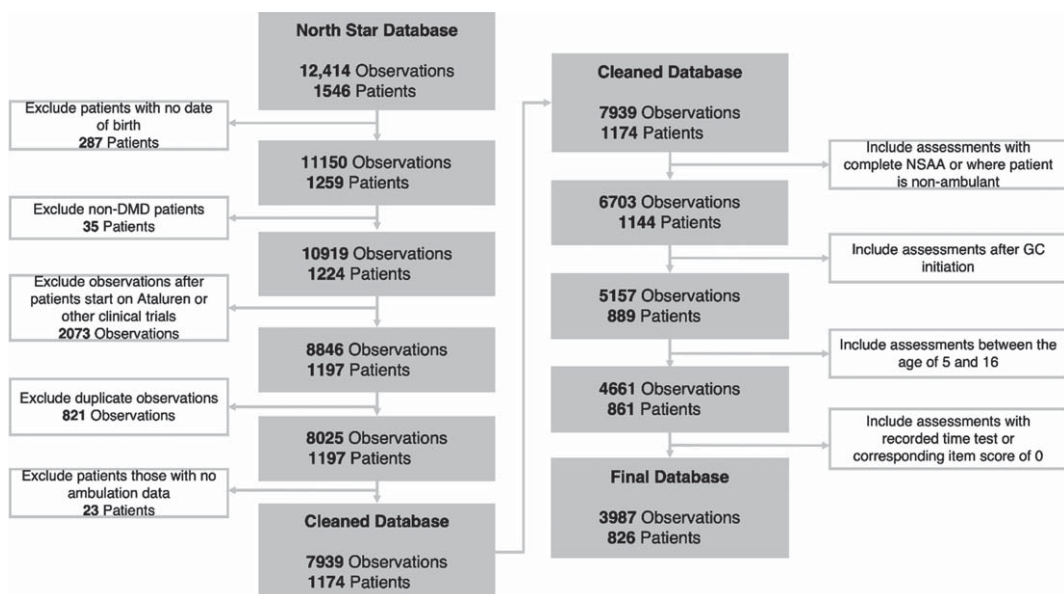 North Star Database
12,414 Observations
1546 Patients
Exclude patients with no date
of birth
287 Patients
11150 Observations
1259 Patients
Exclude non-DMD patients
35 Patients
10919 Observations
1224 Patients
Exclude observations after
patients start on Ataluren or
other clinical trials
2073 Observations
8846 Observations
1197 Patients
Exclude duplicate observations
821 Observations
8025 Observations
1197 Patients
Exclude patients those with no
ambulation data
23 Patients
Cleaned Database
7939 Observations
1174 Patients
Cleaned Database
7939 Observations
1174 Patients
Include assessments with
complete NSAA or where patient
is non-ambulant
6703 Observations
1144 Patients
Include assessments after GC
initiation
5157 Observations
889 Patients
Include assessments between the
age of 5 and 16
4661 Observations
861 Patients
Include assessments with
recorded time test or
corresponding item score of 0
Final Database
3987 Observations
826 Patients